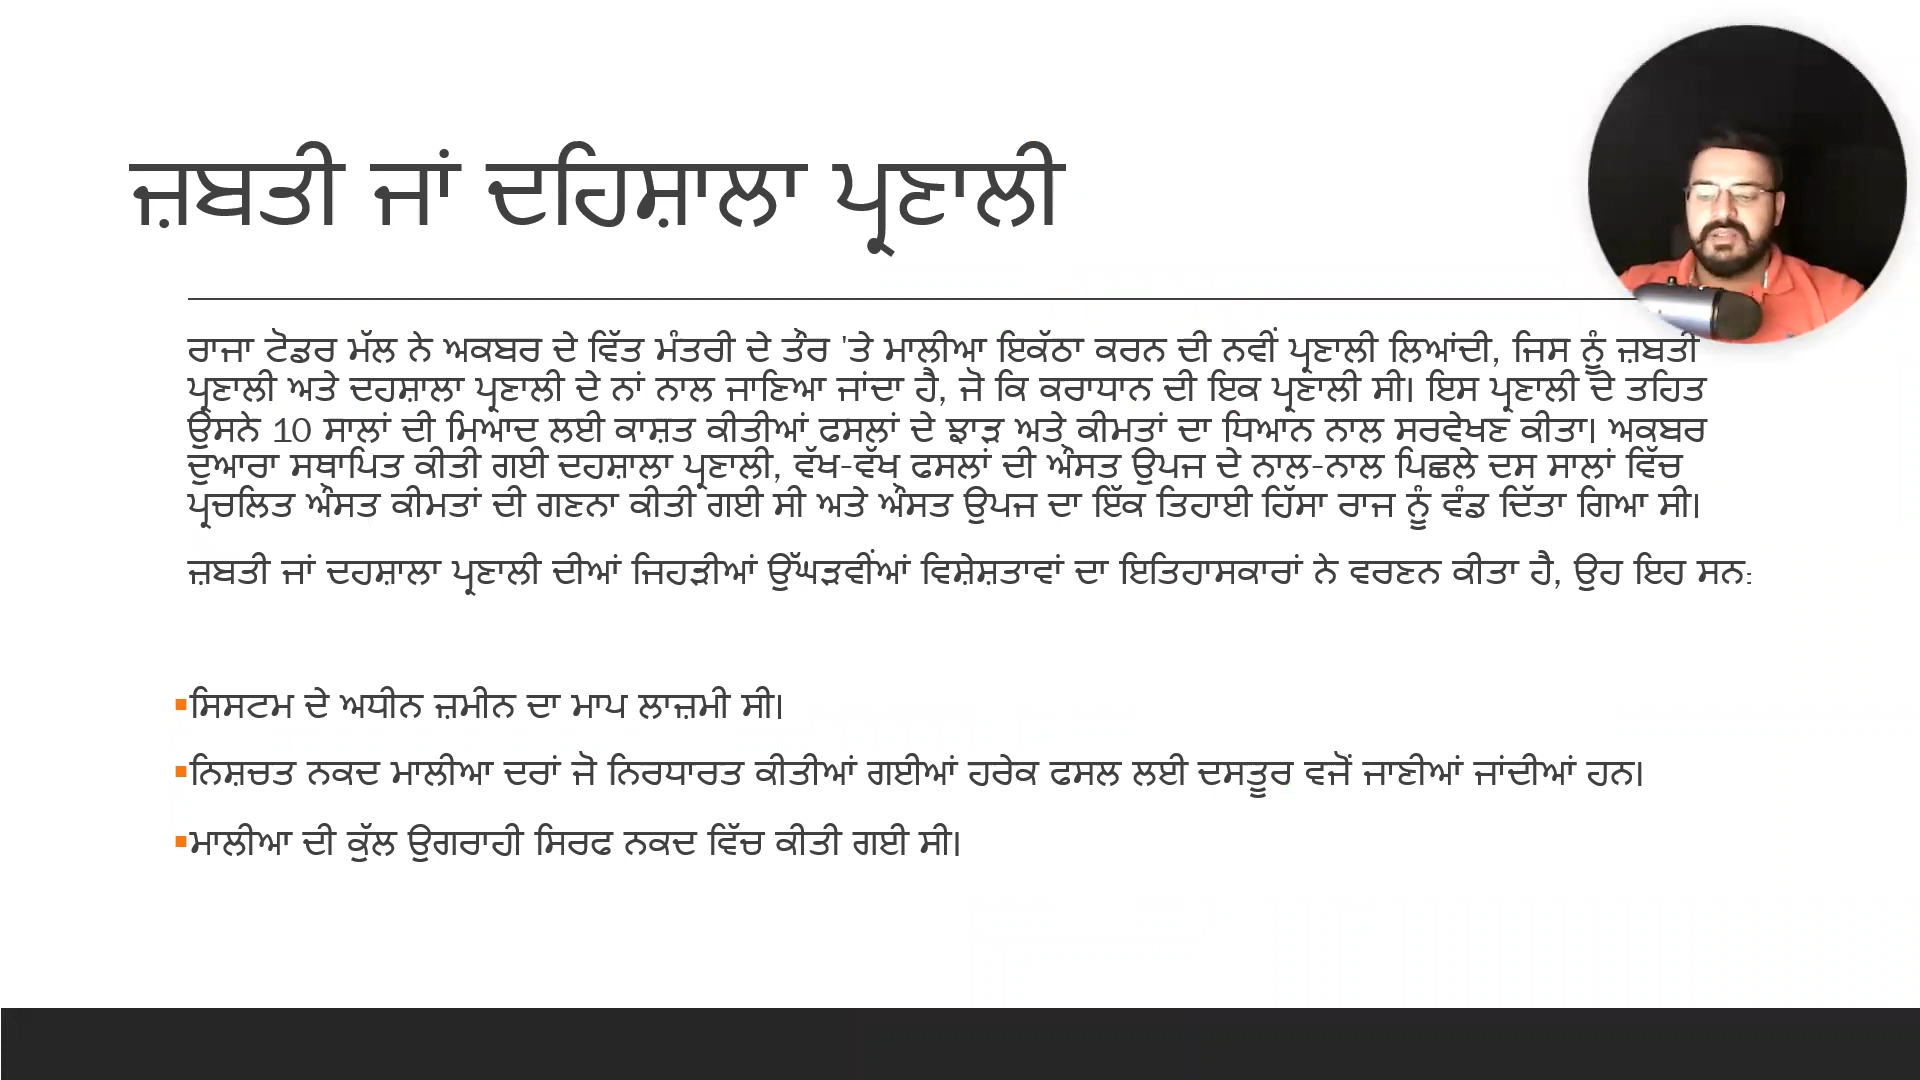 ਜ਼ਬਤੀ ਜਾਂ ਦਹਿਸ਼ਾਲਾ ਪ੍ਰਣਾਲੀ
ਰਾਜਾ ਟੋਡਰ ਮੱਲ ਨੇ ਅਕਬਰ ਦੇ ਵਿੱਤ ਮੰਤਰੀ ਦੇ ਤੌਰ 'ਤੇ ਮਾਲੀਆ ਇਕੱਠਾ ਕਰਨ ਦੀ ਨਵੀਂ ਪ੍ਰਣਾਲੀ ਲਿਆਂਦੀ, ਜਿਸ ਨੂੰ ਜ਼ਬਤੀ
ਪ੍ਰਣਾਲੀ ਅਤੇ ਦਹਸ਼ਾਲਾ ਪ੍ਰਣਾਲੀ ਦੇ ਨਾਂ ਨਾਲ ਜਾਣਿਆ ਜਾਂਦਾ ਹੈ, ਜੋ ਕਿ ਕਰਾਧਾਨ ਦੀ ਇਕ ਪ੍ਰਣਾਲੀ ਸੀ। ਇਸ ਪ੍ਰਣਾਲੀ ਦੇ ਤਹਿਤ
ਉਸਨੇ 10 ਸਾਲਾਂ ਦੀ ਮਿਆਦ ਲਈ ਕਾਸ਼ਤ ਕੀਤੀਆਂ ਫਸਲਾਂ ਦੇ ਝਾੜ ਅਤੇ ਕੀਮਤਾਂ ਦਾ ਧਿਆਨ ਨਾਲ ਸਰਵੇਖਣ ਕੀਤਾ। ਅਕਬਰ
ਦੁਆਰਾ ਸਥਾਪਿਤ ਕੀਤੀ ਗਈ ਦਹਸ਼ਾਲਾ ਪ੍ਰਣਾਲੀ, ਵੱਖ-ਵੱਖ ਫਸਲਾਂ ਦੀ ਔਸਤ ਉਪਜ ਦੇ ਨਾਲ-ਨਾਲ ਪਿਛਲੇ ਦਸ ਸਾਲਾਂ ਵਿੱਚ
ਪ੍ਰਚਲਿਤ ਔਸਤ ਕੀਮਤਾਂ ਦੀ ਗਣਨਾ ਕੀਤੀ ਗਈ ਸੀ ਅਤੇ ਔਸਤ ਉਪਜ ਦਾ ਇੱਕ ਤਿਹਾਈ ਹਿੱਸਾ ਰਾਜ ਨੂੰ ਵੰਡ ਦਿੱਤਾ ਗਿਆ ਸੀ।
ਜ਼ਬਤੀ ਜਾਂ ਦਹਸ਼ਾਲਾ ਪ੍ਰਣਾਲੀ ਦੀਆਂ ਜਿਹੜੀਆਂ ਉੱਘੜਵੀਂਆਂ ਵਿਸ਼ੇਸ਼ਤਾਵਾਂ ਦਾ ਇਤਿਹਾਸਕਾਰਾਂ ਨੇ ਵਰਣਨ ਕੀਤਾ ਹੈ, ਉਹ ਇਹ ਸਨ:
▪ਸਿਸਟਮ ਦੇ ਅਧੀਨ ਜ਼ਮੀਨ ਦਾ ਮਾਪ ਲਾਜ਼ਮੀ ਸੀ।
▪ਨਿਸ਼ਚਤ ਨਕਦ ਮਾਲੀਆ ਦਰਾਂ ਜੋ ਨਿਰਧਾਰਤ ਕੀਤੀਆਂ ਗਈਆਂ ਹਰੇਕ ਫਸਲ ਲਈ ਦਸਤੂਰ ਵਜੋਂ ਜਾਣੀਆਂ ਜਾਂਦੀਆਂ ਹਨ।
▪ਮਾਲੀਆ ਦੀ ਕੁੱਲ ਉਗਰਾਹੀ ਸਿਰਫ ਨਕਦ ਵਿੱਚ ਕੀਤੀ ਗਈ ਸੀ।